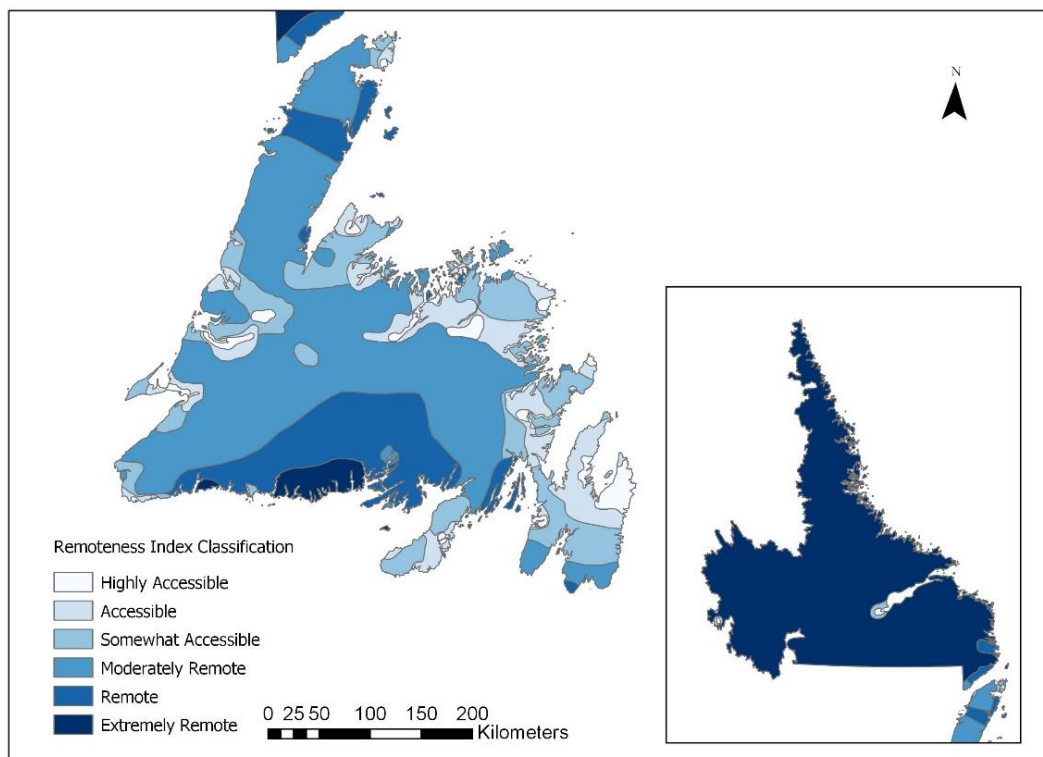 N
Remoteness Index Classification
Highly Accessible
Accessible
Somewhat Accessible
Moderately Remote
Remote
Extremely Remote
0 25 50 100 150 200
Kilometers